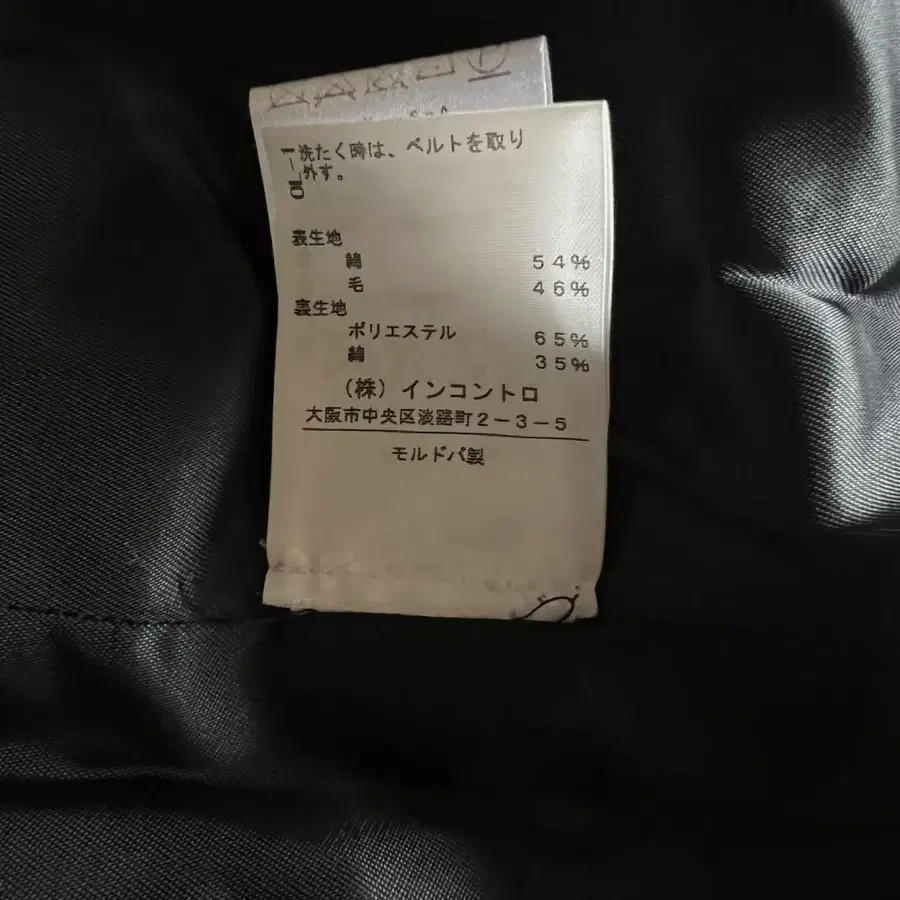 洗たく時は、ベルトを取り
外す。
表生地
綿 54%
毛 46%
裏生地
ポリエステル 65%
綿 35%
（株）インコントロ
大阪市中央区淡路町2-3-5
モルドバ製